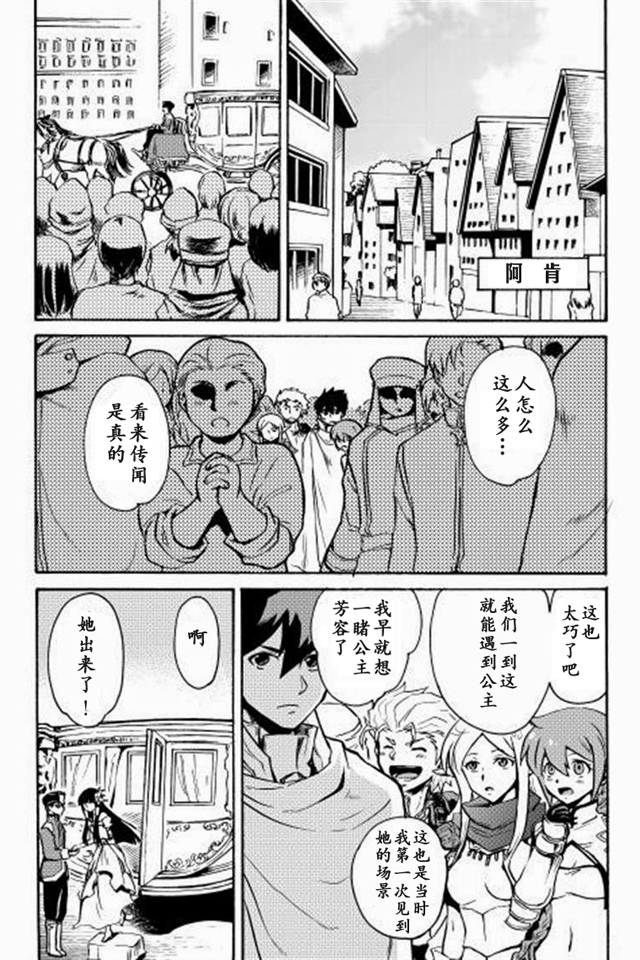 阿肯
人怎么
这么多…
看来传闻
是真的
这也
太巧了吧
我们一到这
就能遇到公主
我早就想
一睹公主
芳容了
这也是当时
我第一次见到
她的场景
啊
她出来了！